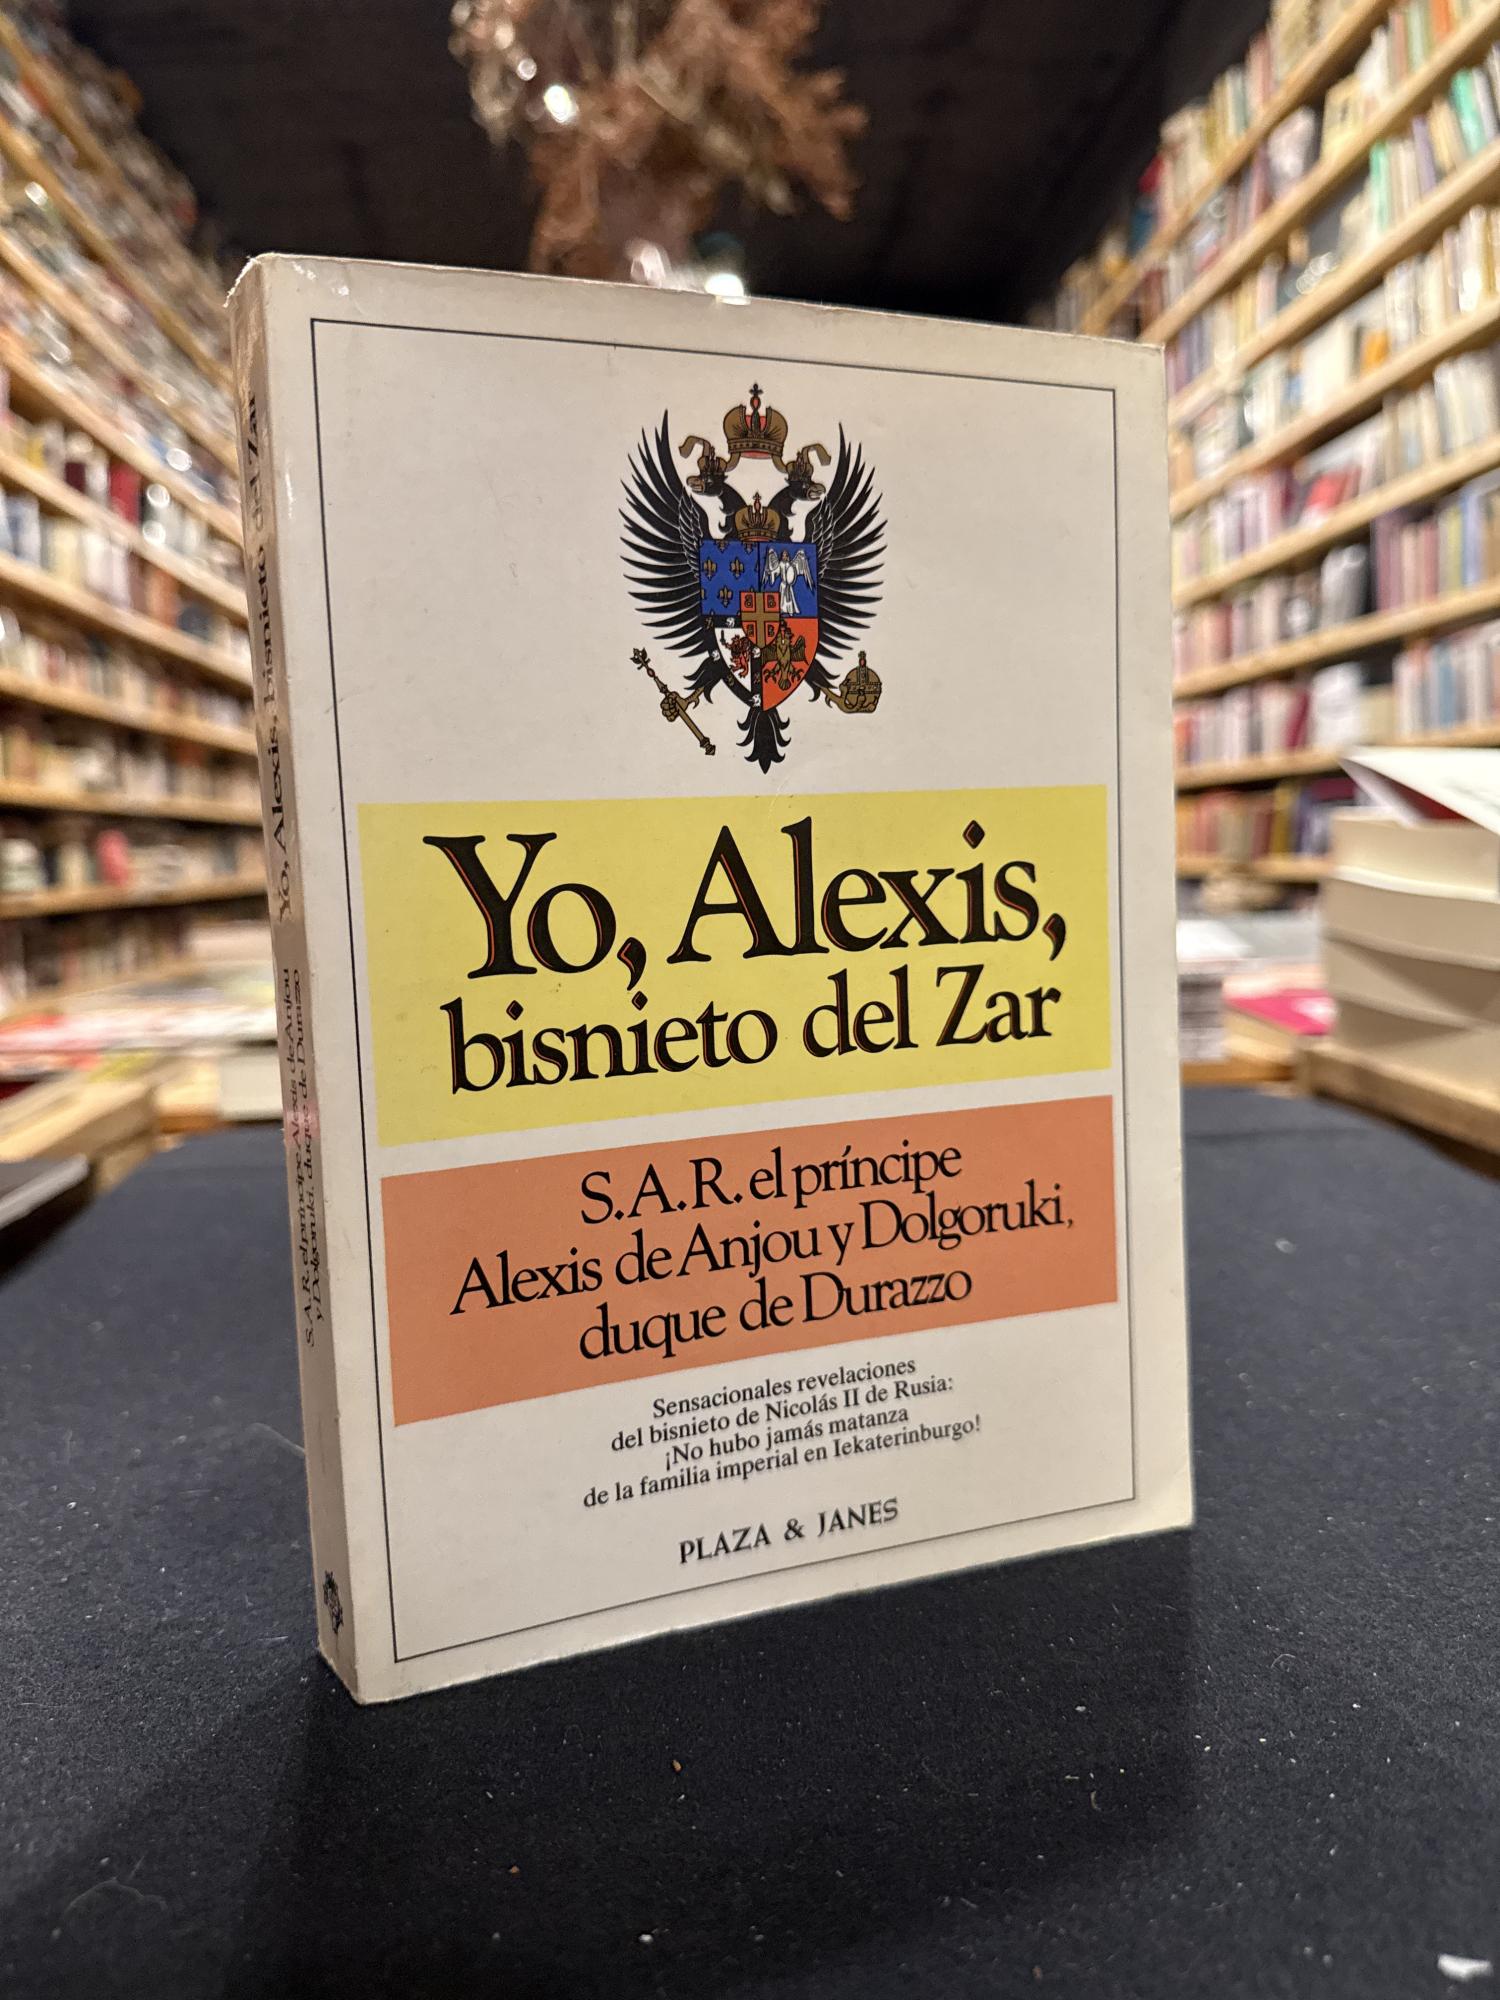 Yo, Alexis,
bisnieto del Zar
S.A.R. el príncipe
Alexis de Anjou y Dolgoruki,
duque de Durazzo
Sensacionales revelaciones
del bisnieto de Nicolás II de Rusia:
¡No hubo jamás matanza
de la familia imperial en Iekaterinburgo!
PLAZA & JANES
Yo, Alexis, bisnieto del Zar
S.A.R. el príncipe Alexis de Anjou
y Dolgoruki, duque de Durazzo